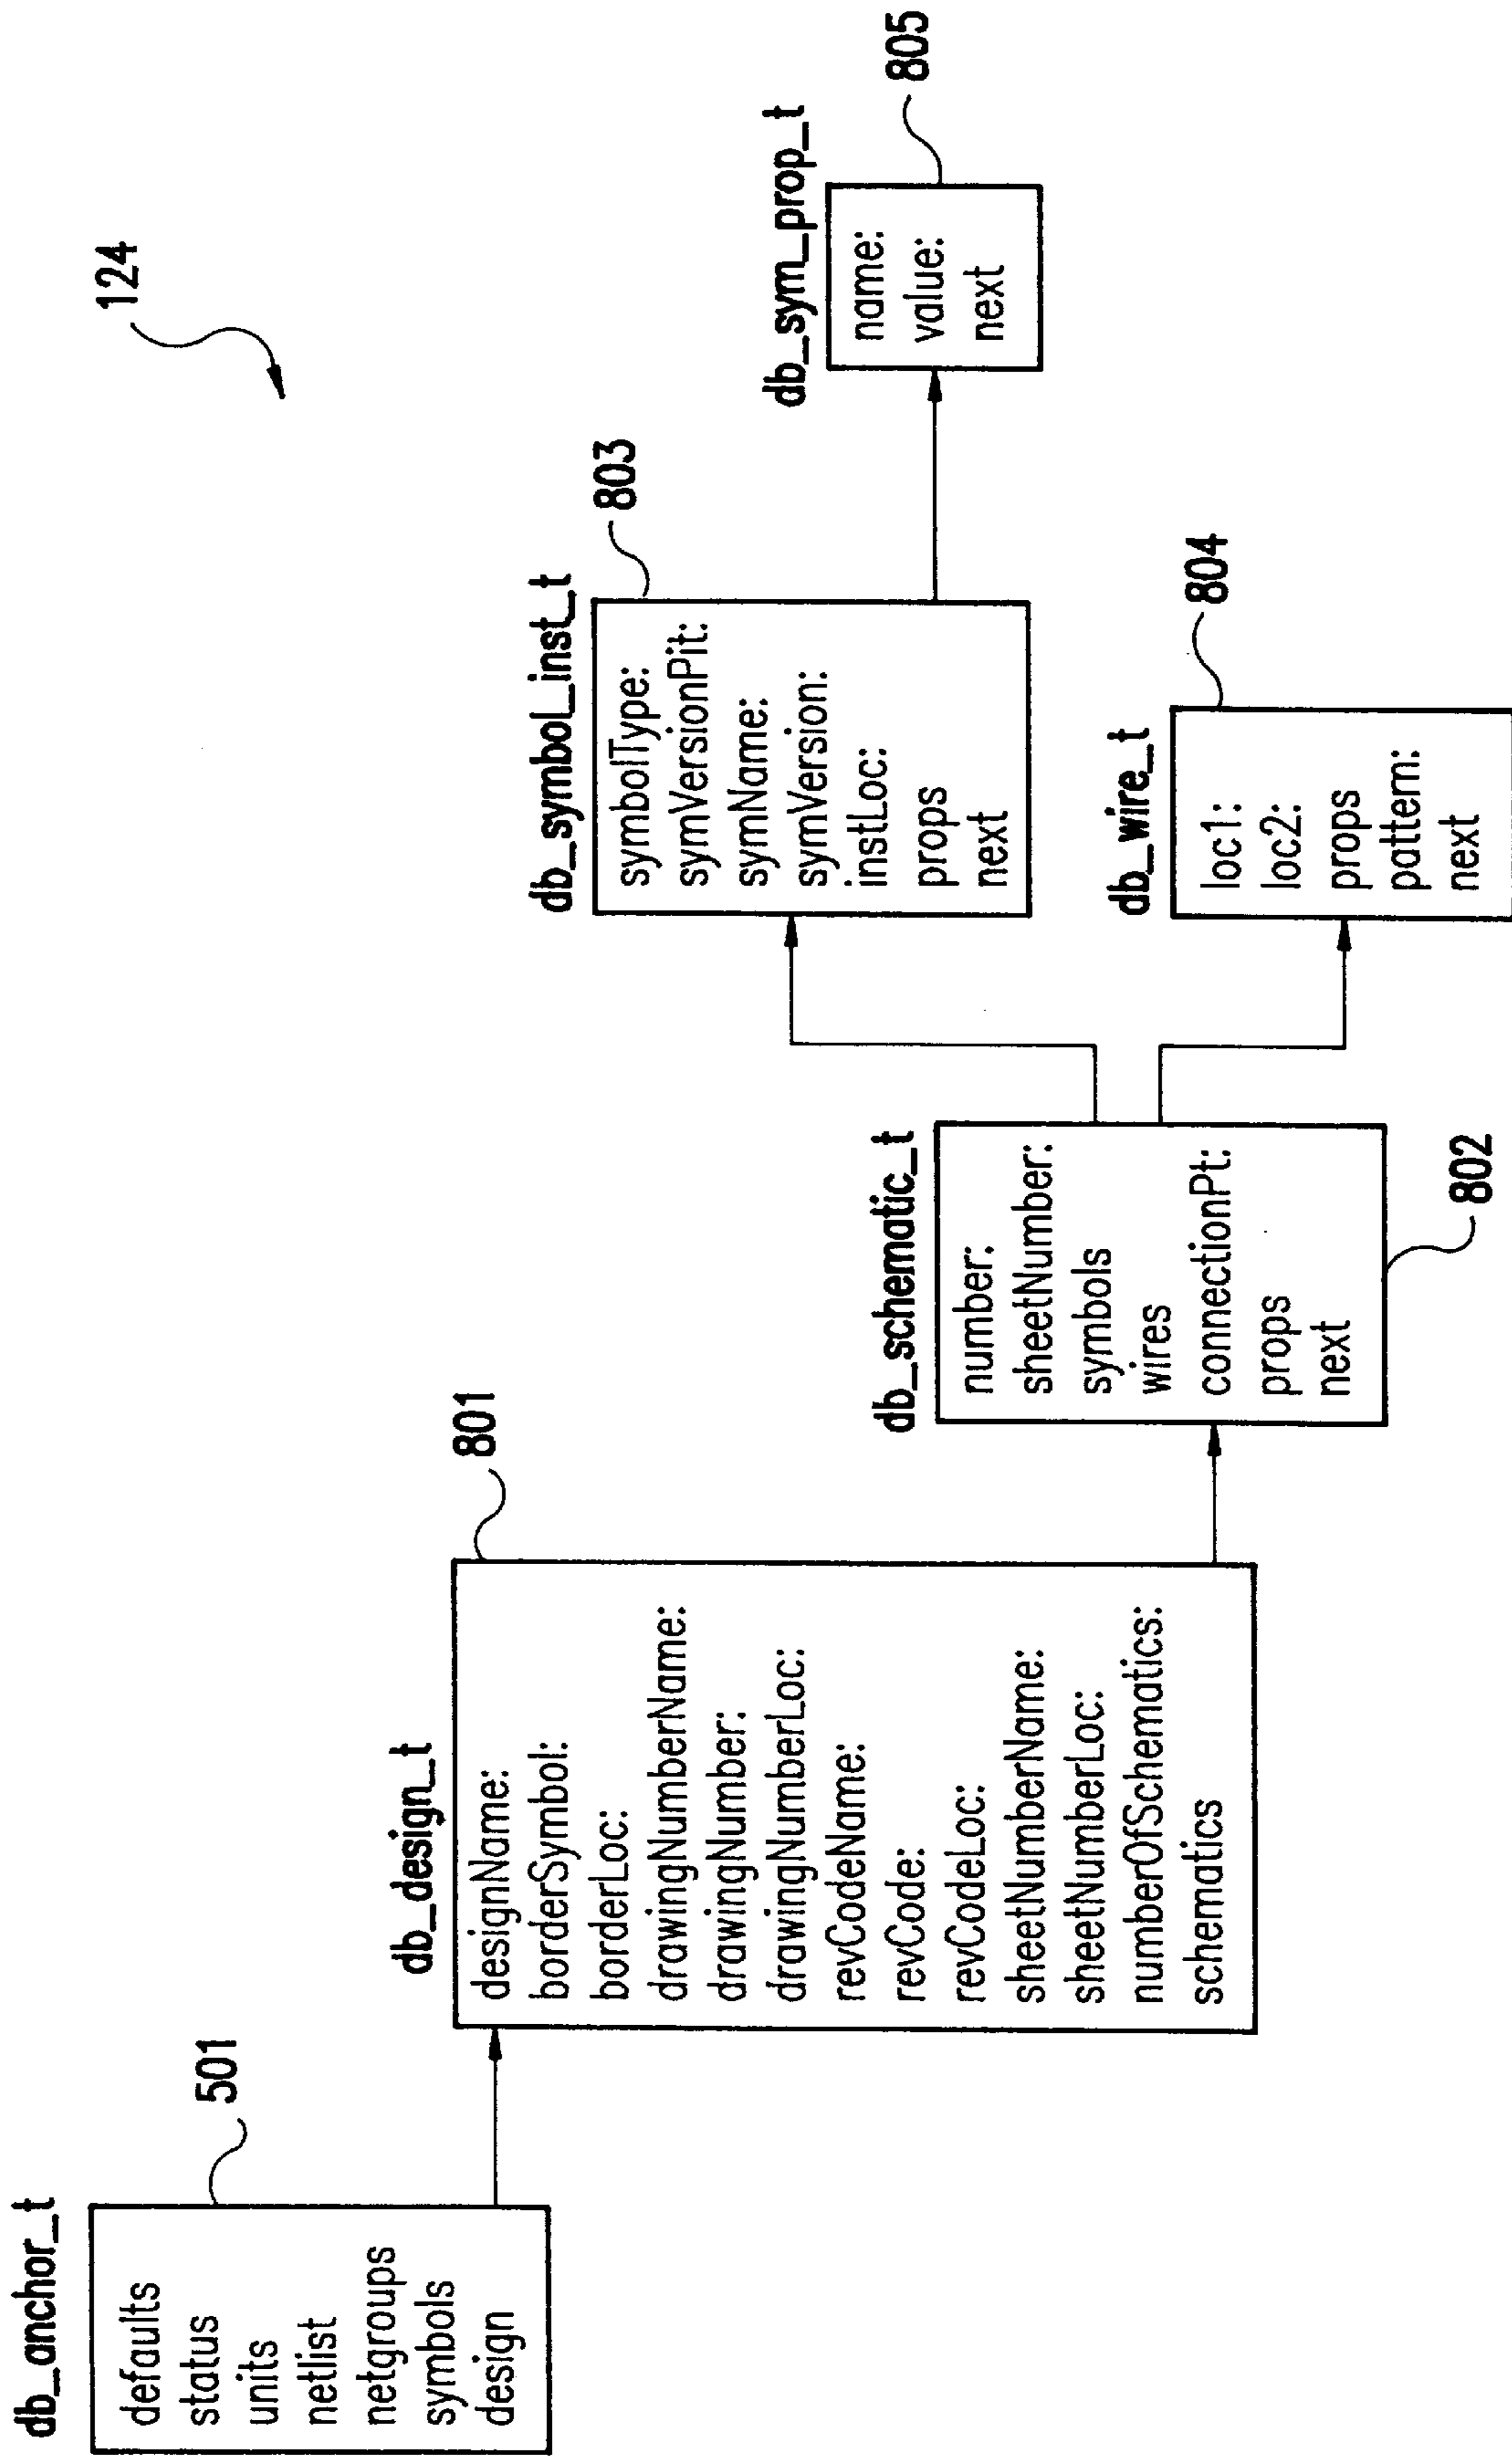 124
db_anchor_t
501
defaults
status
units
netlist
netgroups
symbols
design
db_design_t
801
designName:
borderSymbol:
borderLoc:
drawingNumberName:
drawingNumber:
drawingNumberLoc:
revCodeName:
revCode:
revCodeLoc:
sheetNumberName:
sheetNumberLoc:
numberOfSchematics:
schematics
db_schematic_t
802
number:
sheetNumber:
symbols
wires
connectionPt:
props
next
db_symbol_inst_t
803
symbolType:
symVersionPit:
symName:
symVersion:
instLoc:
props
next
db_wire_t
804
loc1:
loc2:
props
pattern:
next
db_sym_prop_t
805
name:
value:
next